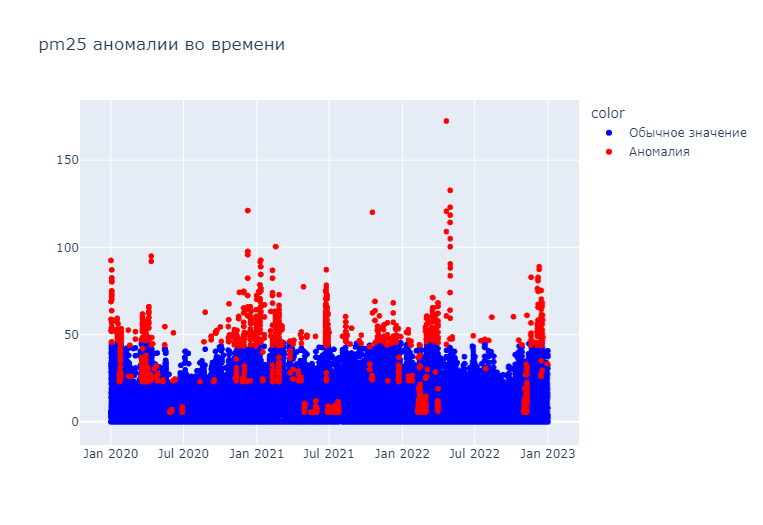 pm25 аномалии во времени
color
Обычное значение
Аномалия
150
100
50
0
Jan 2020 Jul 2020 Jan 2021 Jul 2021 Jan 2022 Jul 2022 Jan 2023